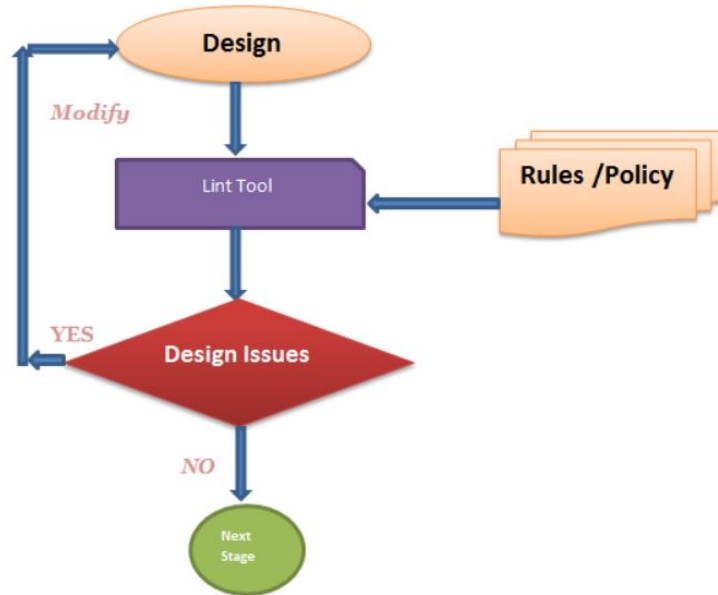 Design
Modify
Lint Tool
Rules /Policy
YES
Design Issues
NO
Next
Stage